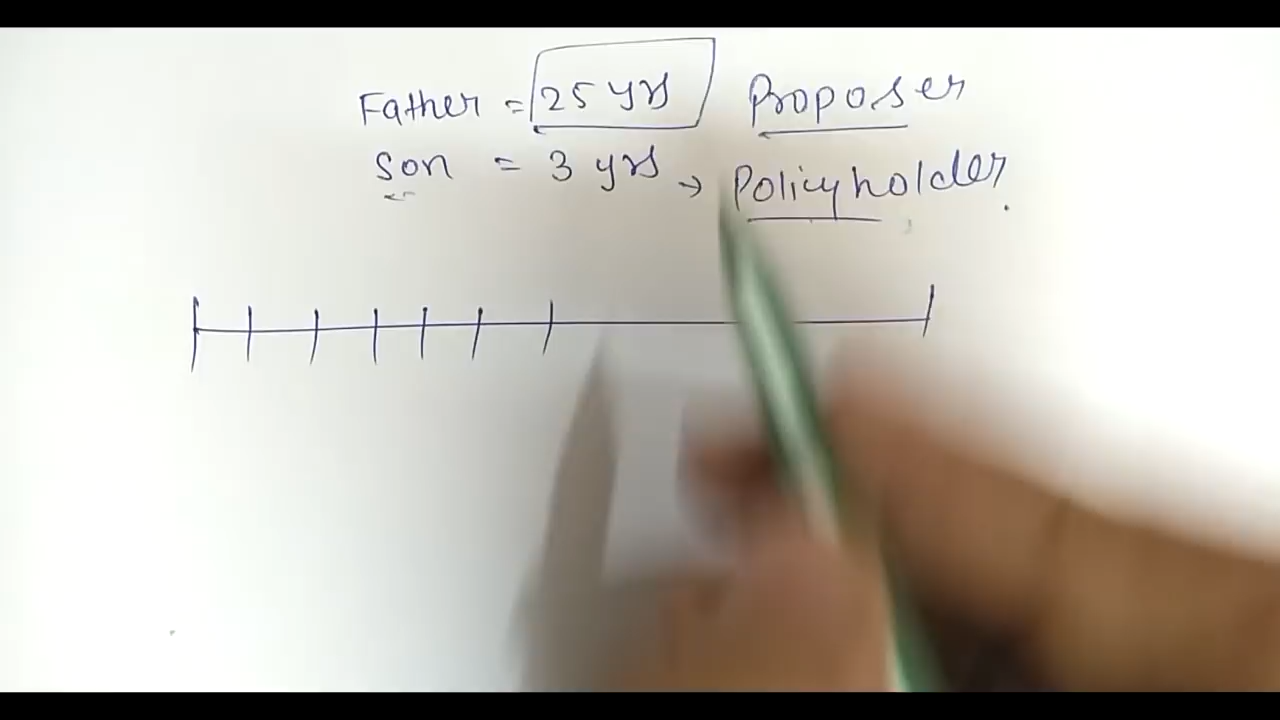 Father = 25 yrs Proposer
Son = 3 yrs → Policyholder.